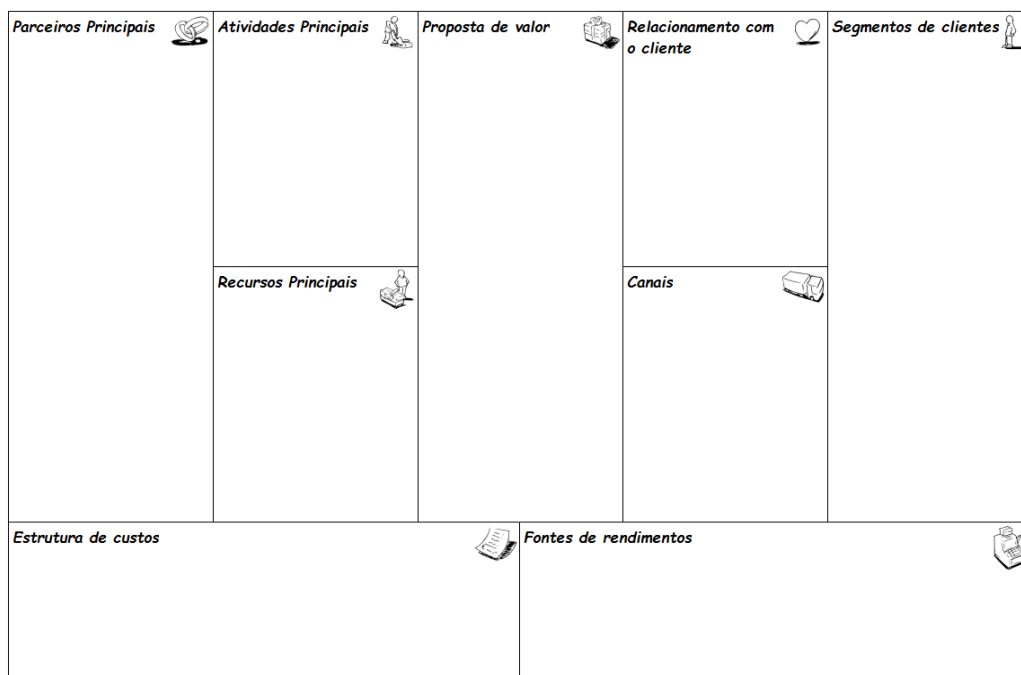 Parceiros Principais
Atividades Principais
Proposta de valor
Relacionamento com
o cliente
Segmentos de clientes
Recursos Principais
Canais
Estrutura de custos
Fontes de rendimentos